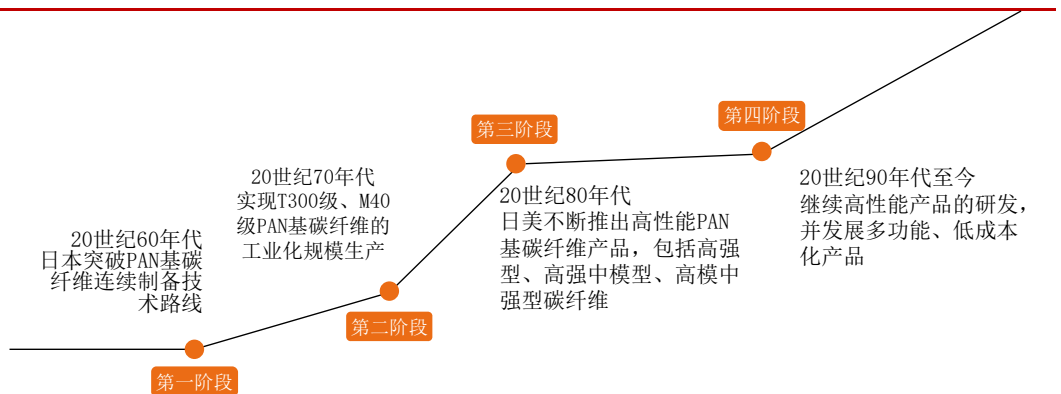 第一阶段
20世纪60年代
日本突破PAN基碳
纤维连续制备技
术路线
第二阶段
20世纪70年代
实现T300级、M40
级PAN基碳纤维的
工业化规模生产
第三阶段
20世纪80年代
日美不断推出高性能PAN
基碳纤维产品，包括高强
型、高强中模型、高模中
强型碳纤维
第四阶段
20世纪90年代至今
继续高性能产品的研发，
并发展多功能、低成本
化产品